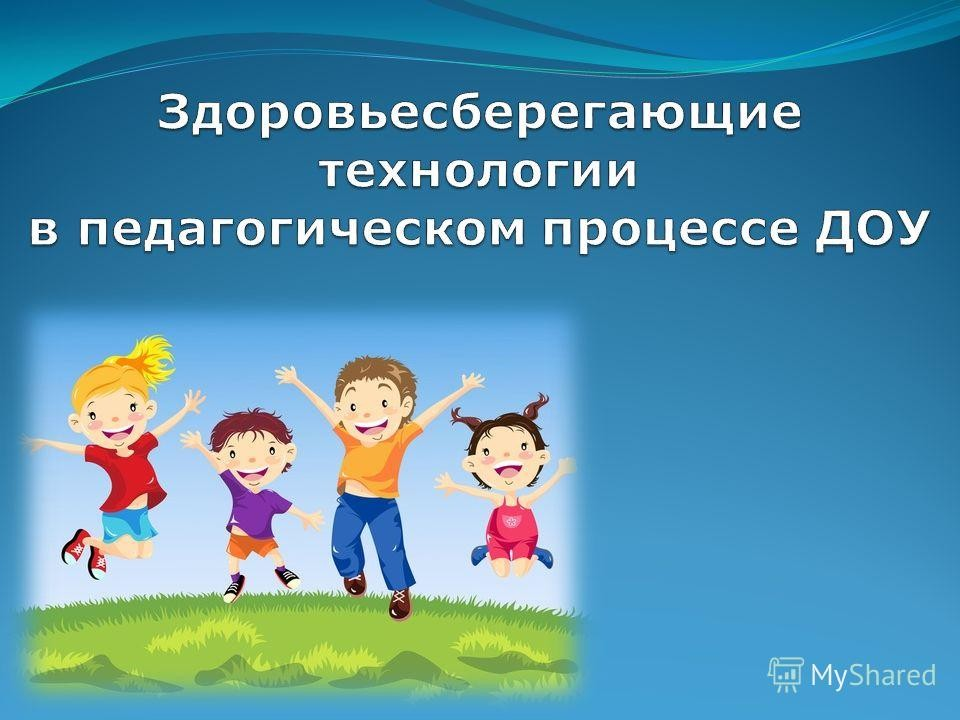 Здоровьесберегающие
технологии
в педагогическом процессе ДОУ
MyShared